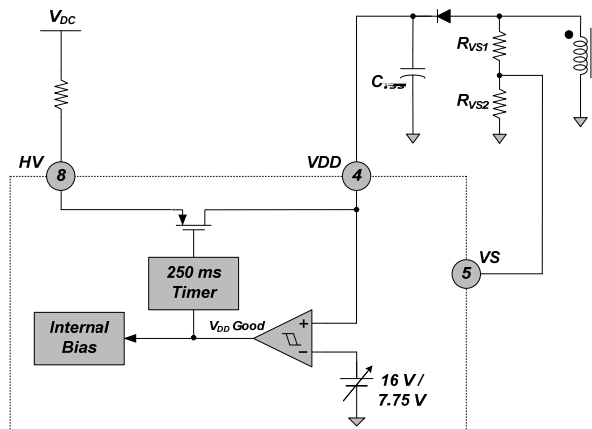 VDC
RVS1
RVS2
HV
8
VDD
4
VS
5
250 ms
Timer
Internal
Bias
VDD Good
+
−
16 V /
7.75 V